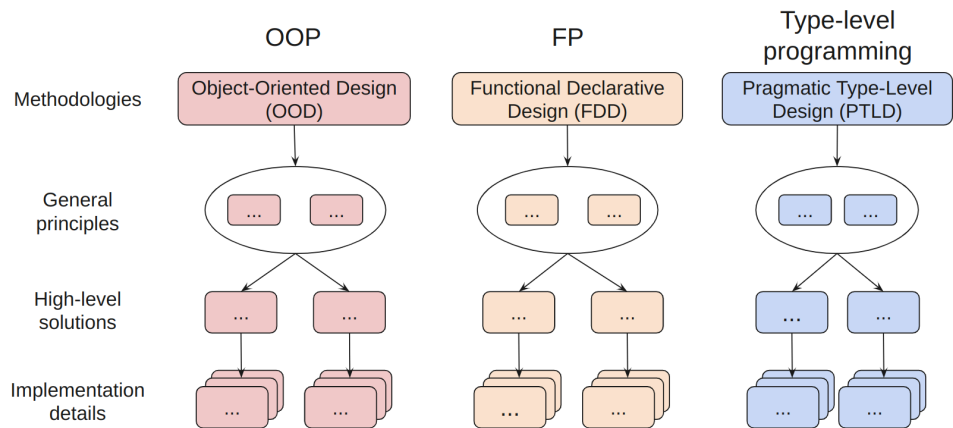 OOP
FP
Type-level
programming
Methodologies
Object-Oriented Design
(OOD)
Functional Declarative
Design (FDD)
Pragmatic Type-Level
Design (PTLD)
General
principles
...
...
...
...
...
...
High-level
solutions
...
...
...
...
...
...
Implementation
details
...
...
...
...
...
...